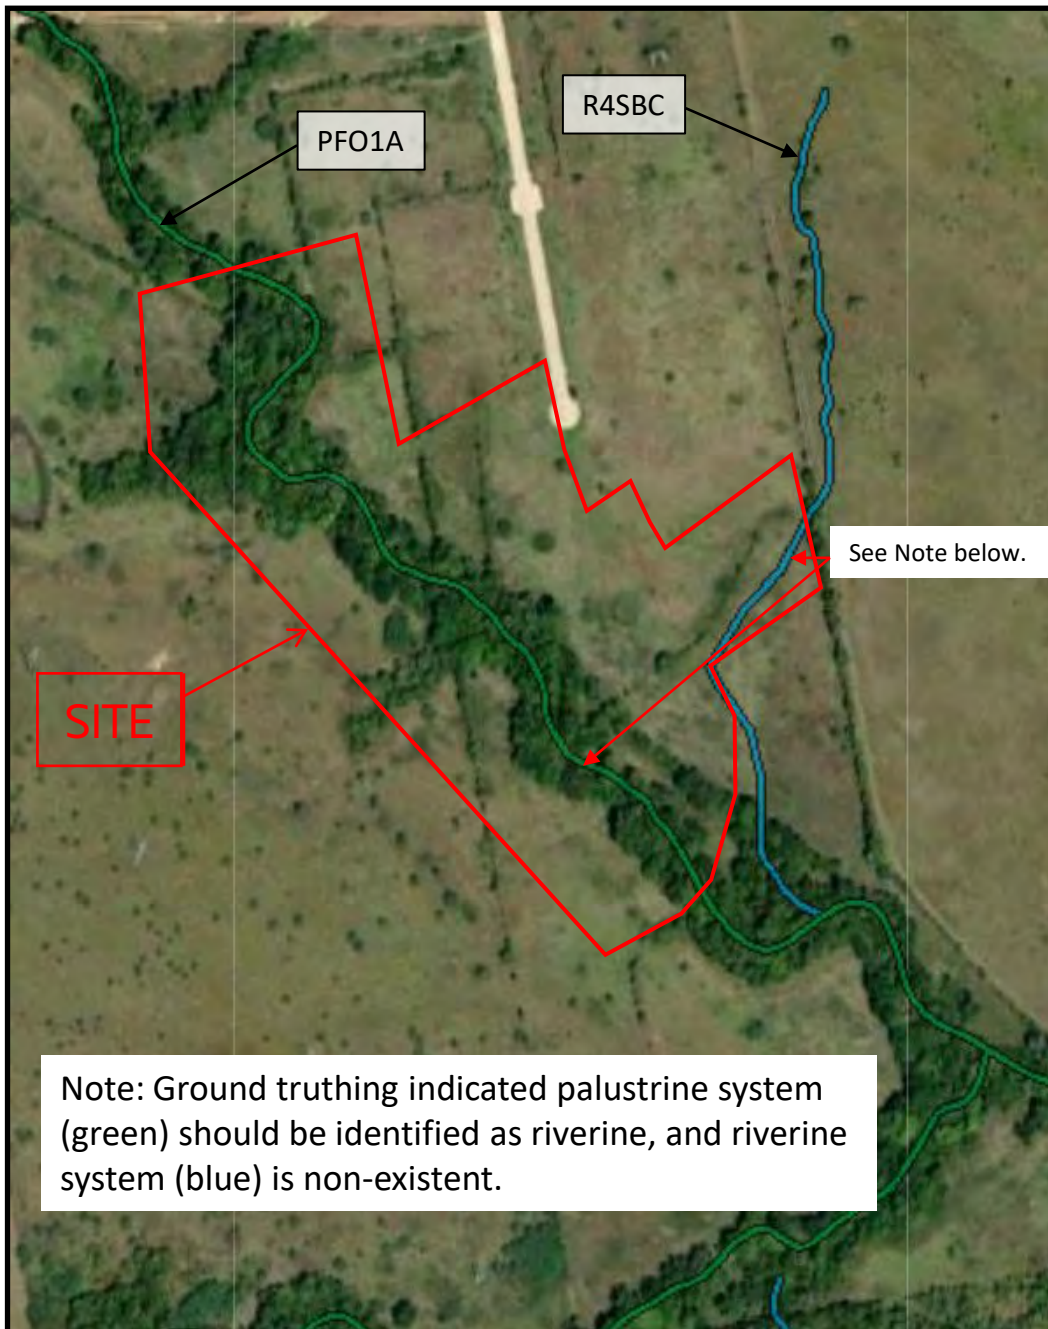 R4SBC
PFO1A
See Note below.
SITE
Note: Ground truthing indicated palustrine system
(green) should be identified as riverine, and riverine
system (blue) is non-existent.